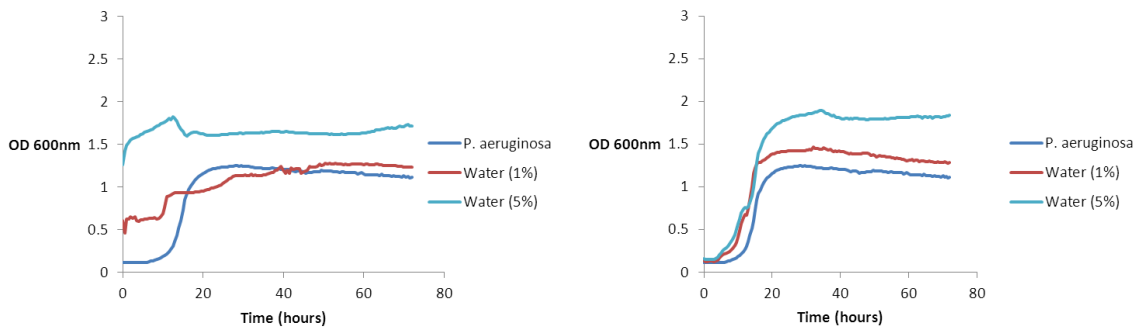 3
2.5
2
1.5
1
0.5
0
OD 600nm
0 20 40 60 80
Time (hours)
P. aeruginosa
Water (1%)
Water (5%)
3
2.5
2
1.5
1
0.5
0
OD 600nm
0 20 40 60 80
Time (hours)
P. aeruginosa
Water (1%)
Water (5%)